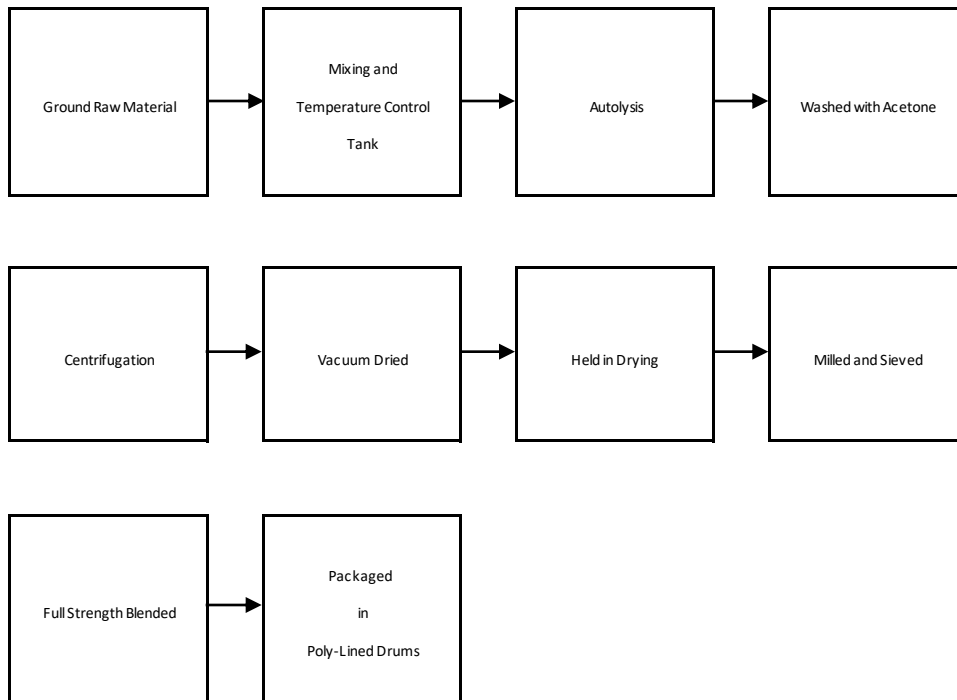 Ground Raw Material
Mixing and
Temperature Control
Tank
Autolysis
Washed with Acetone
Centrifugation
Vacuum Dried
Held in Drying
Milled and Sieved
Full Strength Blended
Packaged
in
Poly-Lined Drums